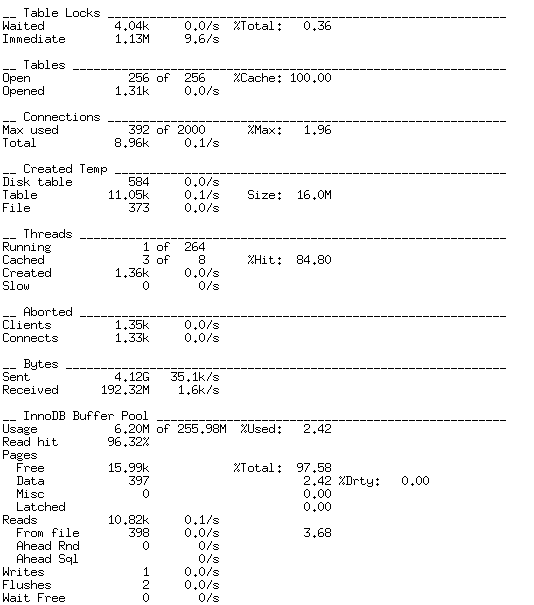 __ Table Locks _________________________________________________________
Waited 4.04k 0.0/s %Total: 0.36
Immediate 1.13M 9.6/s
__ Tables ______________________________________________________________
Open 256 of 256 %Cache: 100.00
Opened 1.31k 0.0/s
__ Connections _________________________________________________________
Max used 392 of 2000 %Max: 1.96
Total 8.96k 0.1/s
__ Created Temp ________________________________________________________
Disk table 584 0.0/s
Table 11.05k 0.1/s Size: 16.0M
File 373 0.0/s
__ Threads _____________________________________________________________
Running 1 of 264
Cached 3 of 8 %Hit: 84.80
Created 1.36k 0.0/s
Slow 0 0/s
__ Aborted _____________________________________________________________
Clients 1.35k 0.0/s
Connects 1.33k 0.0/s
__ Bytes _______________________________________________________________
Sent 4.12G 35.1k/s
Received 192.32M 1.6k/s
__ InnoDB Buffer Pool __________________________________________________
Usage 6.20M of 255.98M %Used: 2.42
Read hit 96.32%
Pages
Free 15.99k %Total: 97.58
Data 397 2.42 %Drty: 0.00
Misc 0 0.00
Latched 0.00
Reads 10.82k 0.1/s
From file 398 0.0/s 3.68
Ahead Rnd 0 0/s
Ahead Sql 0/s
Writes 1 0.0/s
Flushes 2 0.0/s
Wait Free 0 0/s